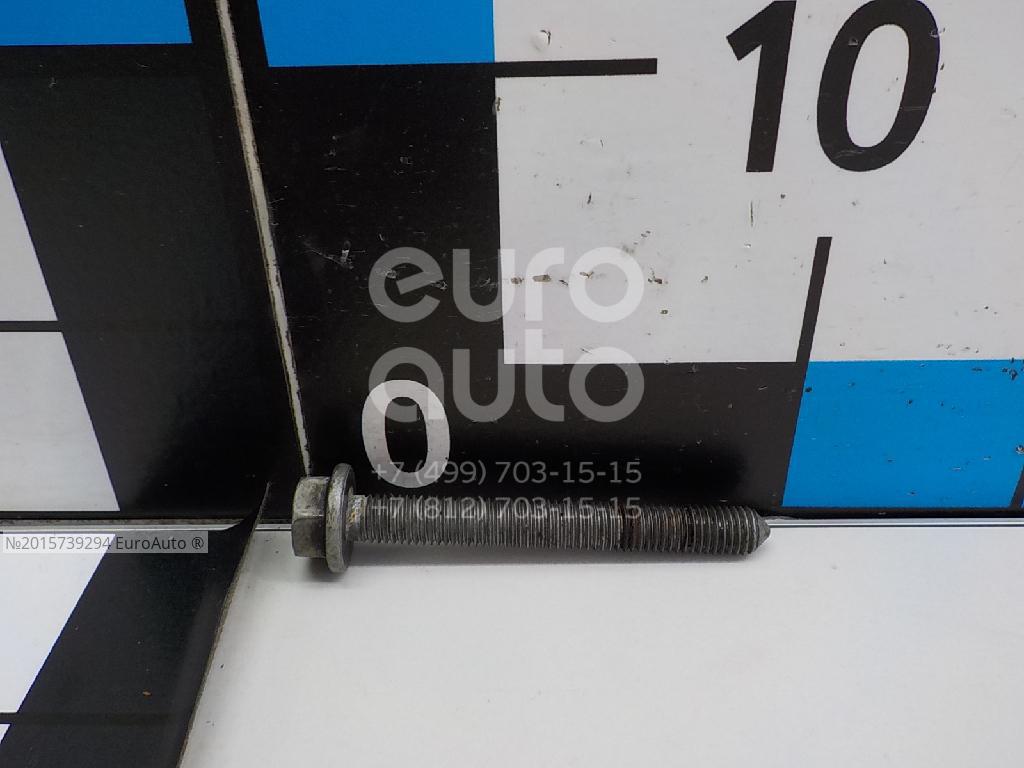 10
euro
auto
0
+7 (499) 703-15-15
+7 (812) 703-15-15
№2015739294 EuroAuto ®